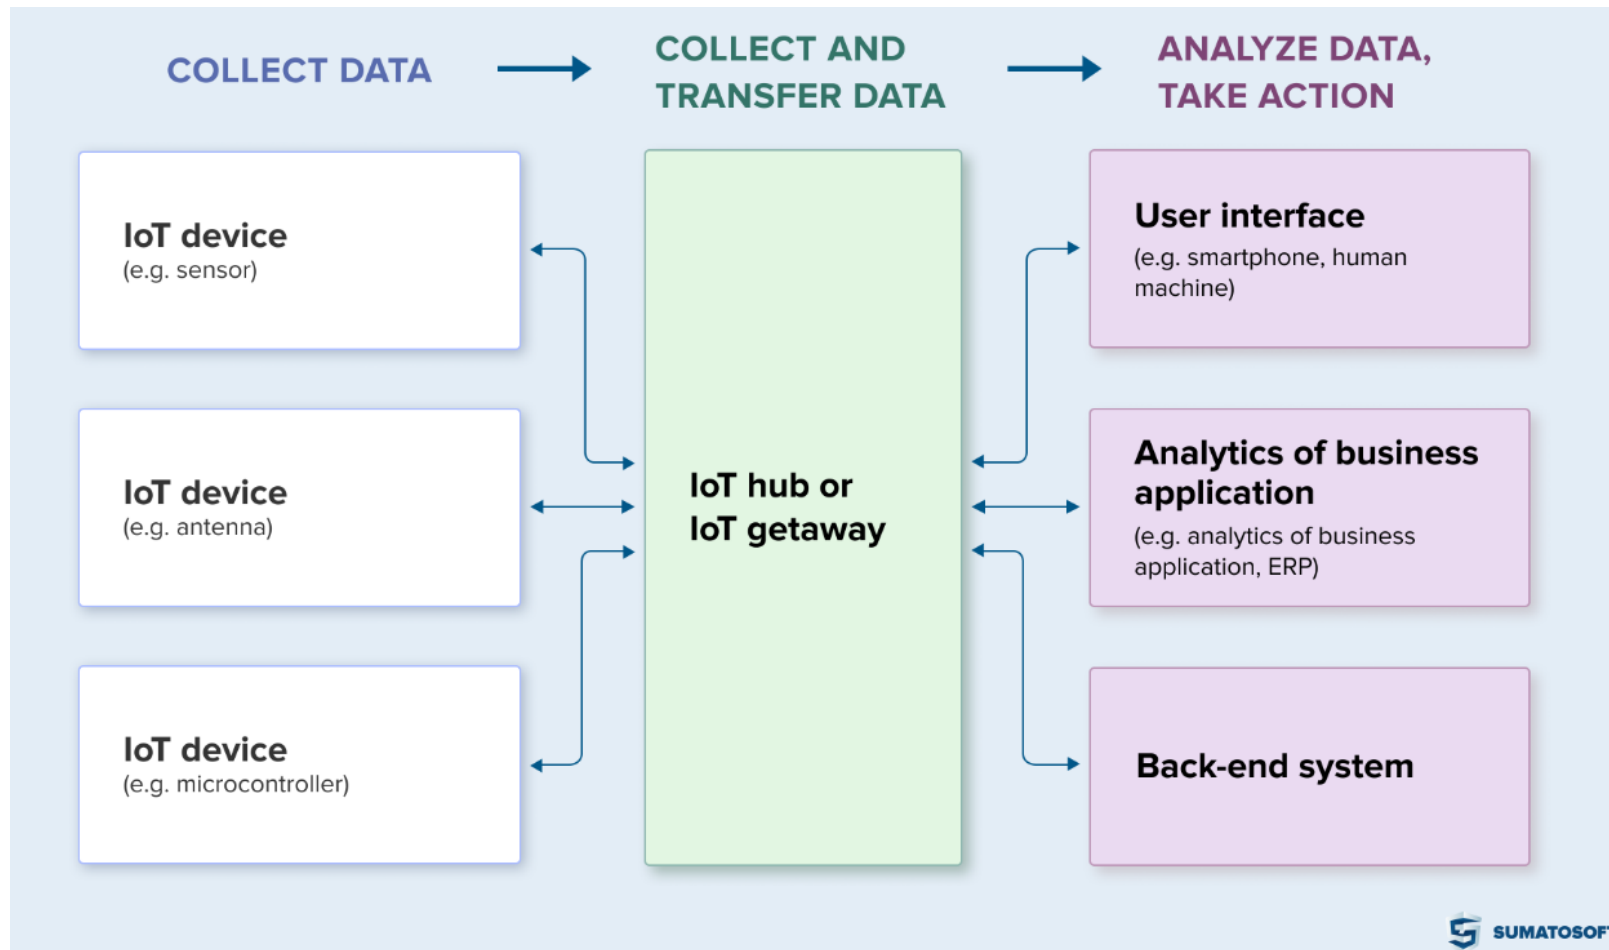 COLLECT DATA
COLLECT AND
TRANSFER DATA
ANALYZE DATA,
TAKE ACTION
IoT device
(e.g. sensor)
IoT device
(e.g. antenna)
IoT device
(e.g. microcontroller)
IoT hub or
IoT getaway
User interface
(e.g. smartphone, human
machine)
Analytics of business
application
(e.g. analytics of business
application, ERP)
Back-end system
SUMATOSOFT